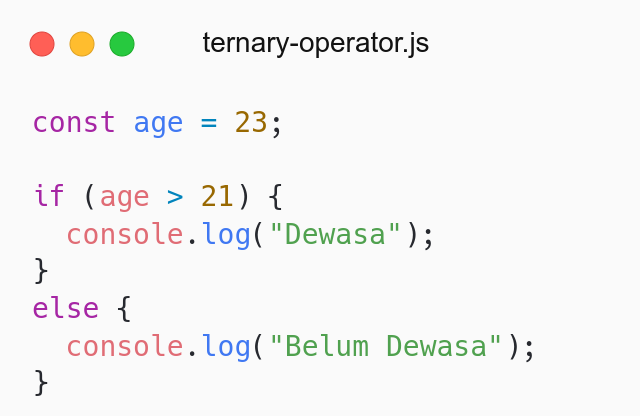 ternary-operator.js
const age = 23;
if (age > 21) {
  console.log("Dewasa");
}
else {
  console.log("Belum Dewasa");
}